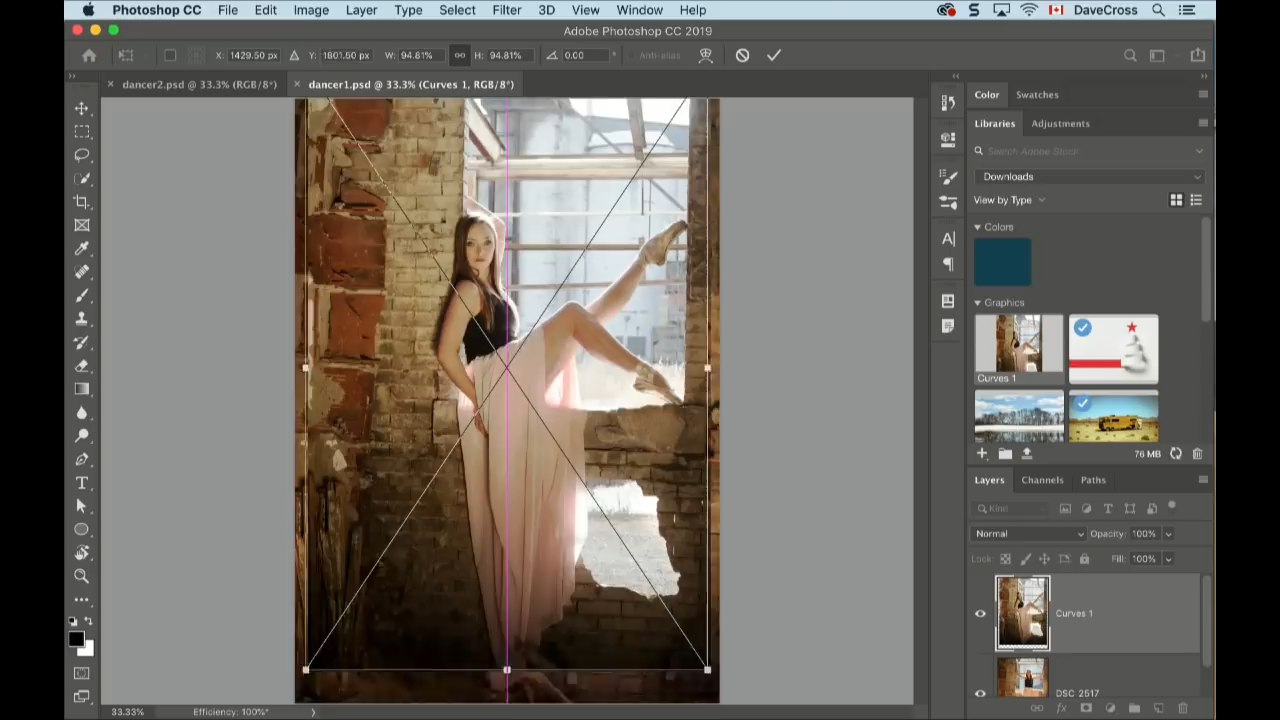 Photoshop CC File Edit Image Layer Type Select Filter 3D View Window Help DaveCross
Adobe Photoshop CC 2019
X: 1429.50 px Y: 1801.50 px W: 94.81% H: 94.81% 0.00 ° Anti-alias
× dancer2.psd @ 33.3% (RGB/8*) × dancer1.psd @ 33.3% (Curves 1, RGB/8*)
Color Swatches
Libraries Adjustments
Search Adobe Stock
Downloads
View by Type
Colors
Graphics
Curves 1
76 MB
Layers Channels Paths
Kind
Normal Opacity: 100%
Lock: Fill: 100%
Curves 1
DSC 2517
33.33% Efficiency: 100%*